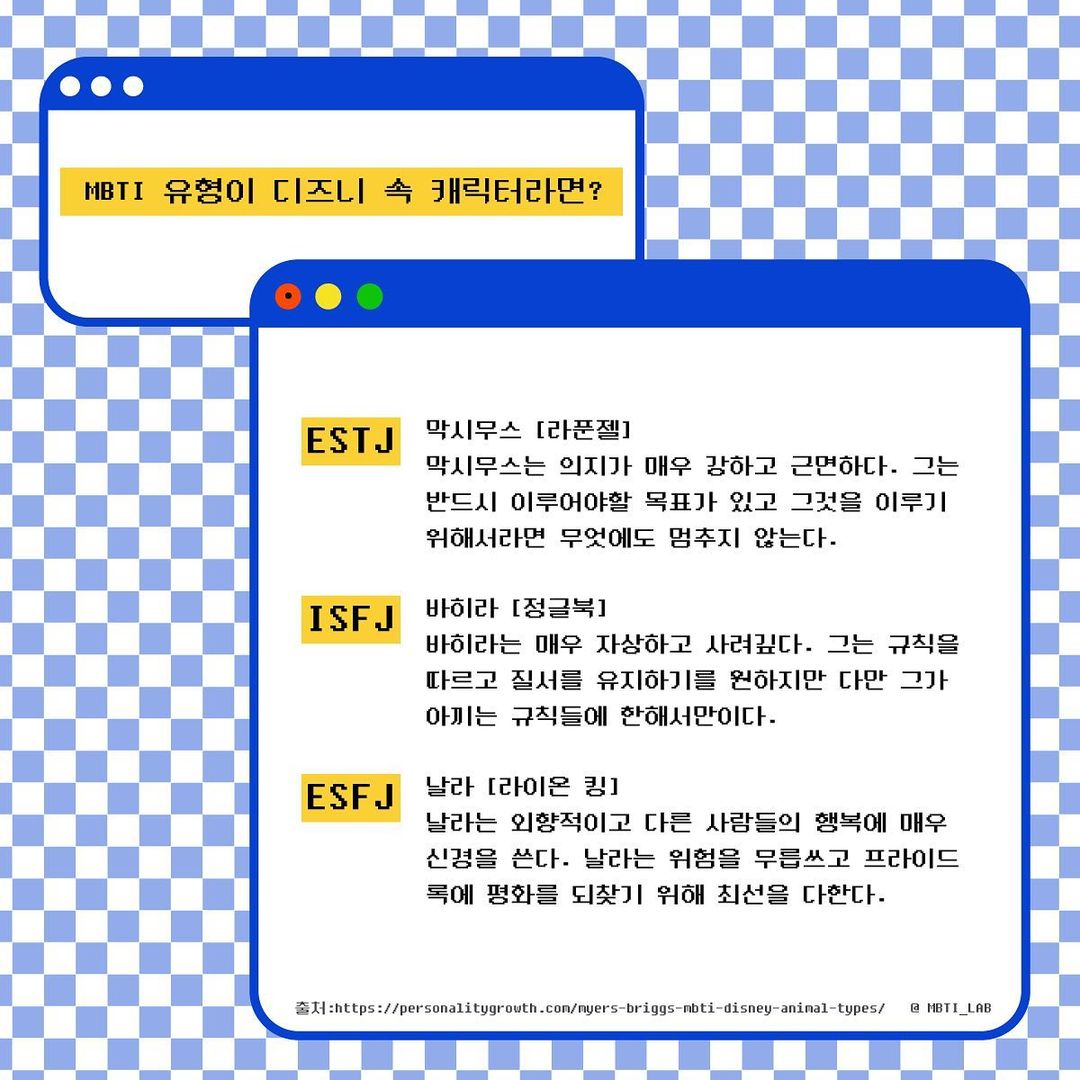 MBTI 유형이 디즈니 속 캐릭터라면?
ESTJ
막시무스 [라푼젤]
막시무스는 의지가 매우 강하고 근면하다. 그는
반드시 이루어야할 목표가 있고 그것을 이루기
위해서라면 무엇에도 멈추지 않는다.
ISFJ
바히라 [정글북]
바히라는 매우 자상하고 사려깊다. 그는 규칙을
따르고 질서를 유지하기를 원하지만 다만 그가
아끼는 규칙들에 한해서만이다.
ESFJ
날라 [라이온 킹]
날라는 외향적이고 다른 사람들의 행복에 매우
신경을 쓴다. 날라는 위험을 무릅쓰고 프라이드
록에 평화를 되찾기 위해 최선을 다한다.
출처:https://personalitygrowth.com/myers-briggs-mbti-disney-animal-types/ @ MBTI_LAB